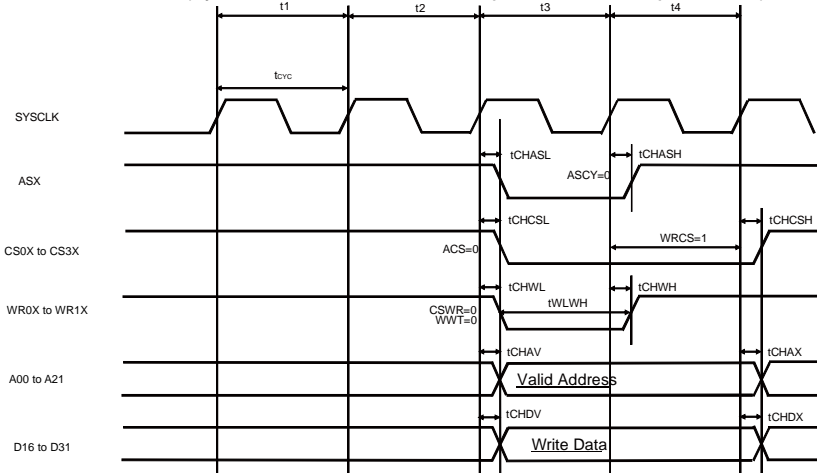 t1 t2 t3 t4
tCYC
SYSCLK
tCHASL tCHASH
ASX ASCY=0
tCHCSL tCHCSH
WRCS=1
CS0X to CS3X ACS=0
tCHWL tCHWH
WR0X to WR1X CSWR=0 tWLWH
WWT=0
tCHAV tCHAX
A00 to A21 Valid Address
tCHDV tCHDX
D16 to D31 Write Data